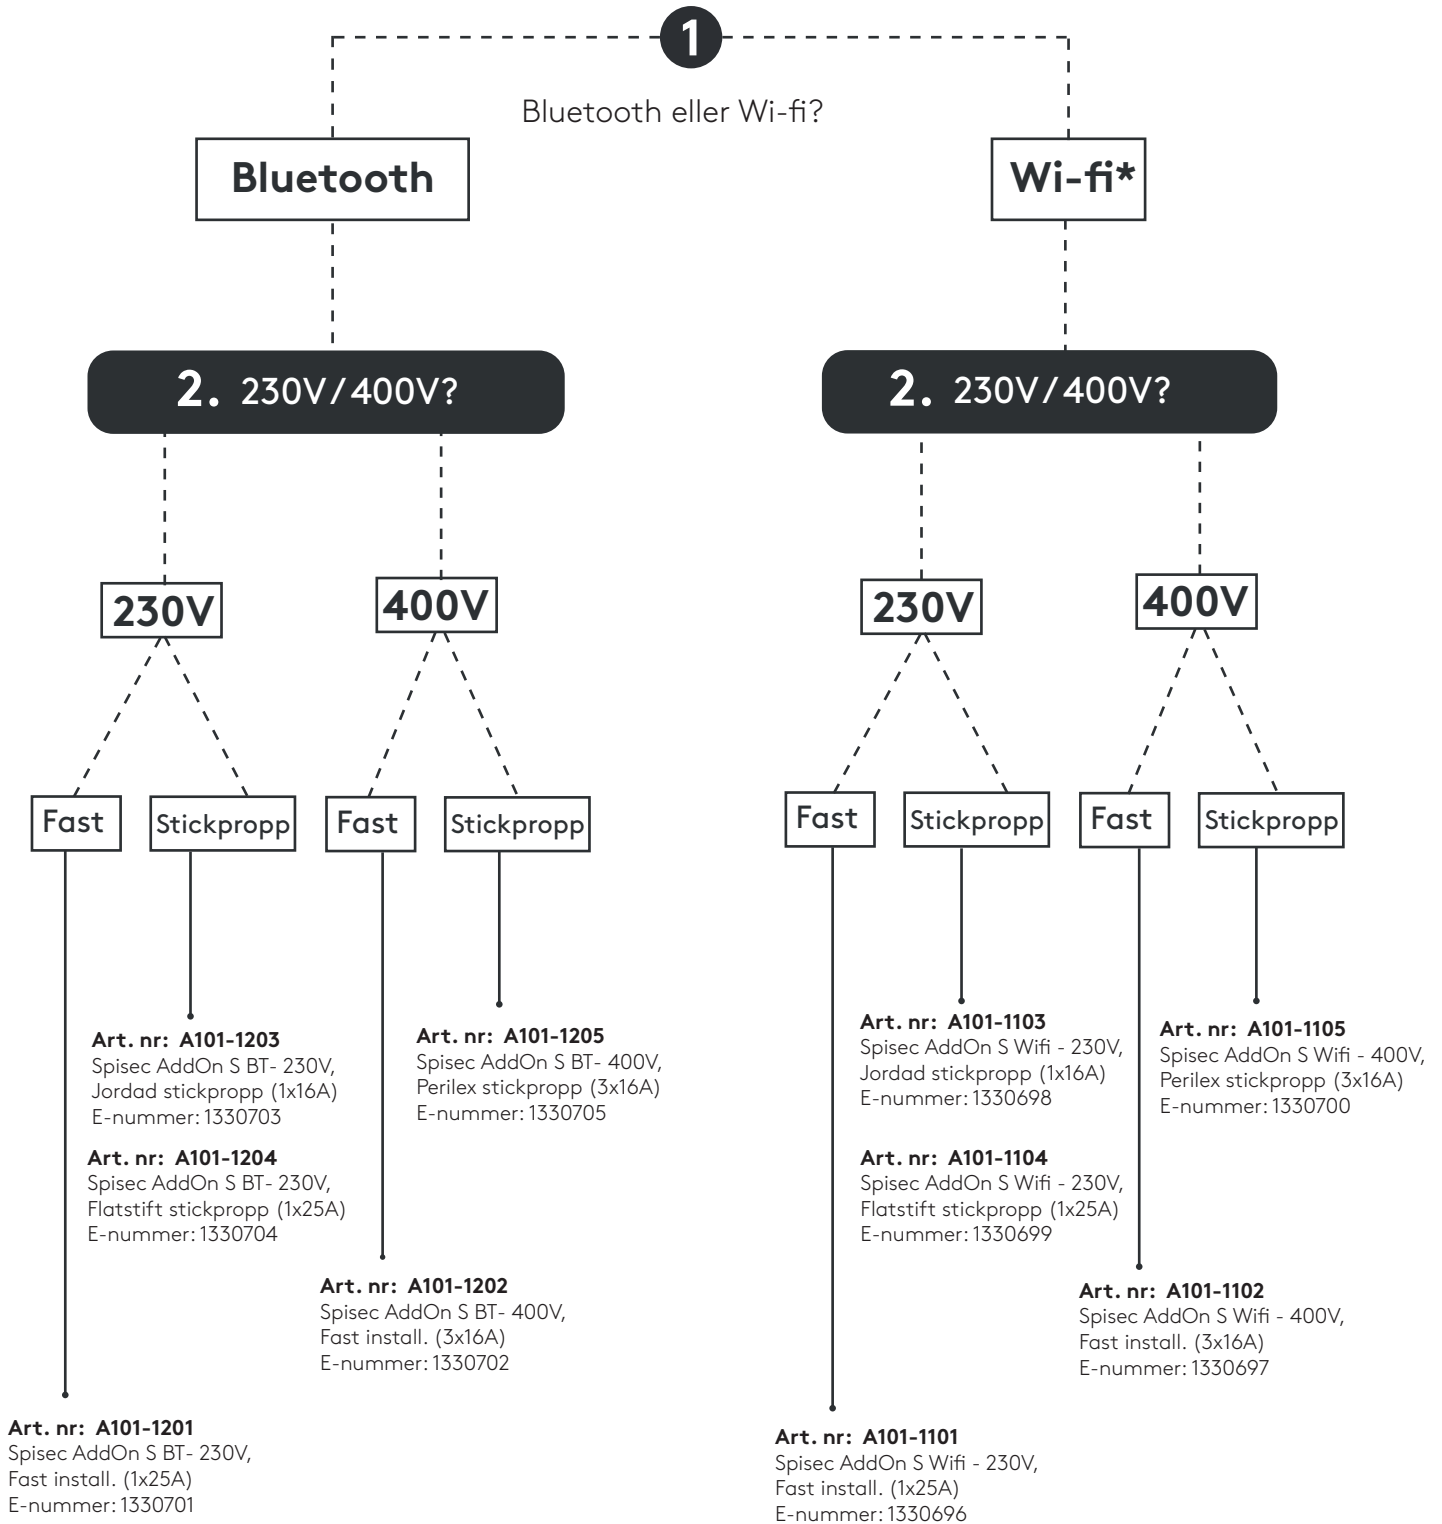 1
Bluetooth eller Wi-fi?
Bluetooth
Wi-fi*
2. 230V/400V?
2. 230V/400V?
230V
400V
230V
400V
Fast
Stickpropp
Fast
Stickpropp
Fast
Stickpropp
Fast
Stickpropp
Art. nr: A101-1203
Spisec AddOn S BT- 230V,
Jordad stickpropp (1x16A)
E-nummer: 1330703
Art. nr: A101-1204
Spisec AddOn S BT- 230V,
Flatstift stickpropp (1x25A)
E-nummer: 1330704
Art. nr: A101-1205
Spisec AddOn S BT- 400V,
Perilex stickpropp (3x16A)
E-nummer: 1330705
Art. nr: A101-1202
Spisec AddOn S BT- 400V,
Fast install. (3x16A)
E-nummer: 1330702
Art. nr: A101-1201
Spisec AddOn S BT- 230V,
Fast install. (1x25A)
E-nummer: 1330701
Art. nr: A101-1103
Spisec AddOn S Wifi - 230V,
Jordad stickpropp (1x16A)
E-nummer: 1330698
Art. nr: A101-1104
Spisec AddOn S Wifi - 230V,
Flatstift stickpropp (1x25A)
E-nummer: 1330699
Art. nr: A101-1105
Spisec AddOn S Wifi - 400V,
Perilex stickpropp (3x16A)
E-nummer: 1330700
Art. nr: A101-1102
Spisec AddOn S Wifi - 400V,
Fast install. (3x16A)
E-nummer: 1330697
Art. nr: A101-1101
Spisec AddOn S Wifi - 230V,
Fast install. (1x25A)
E-nummer: 1330696